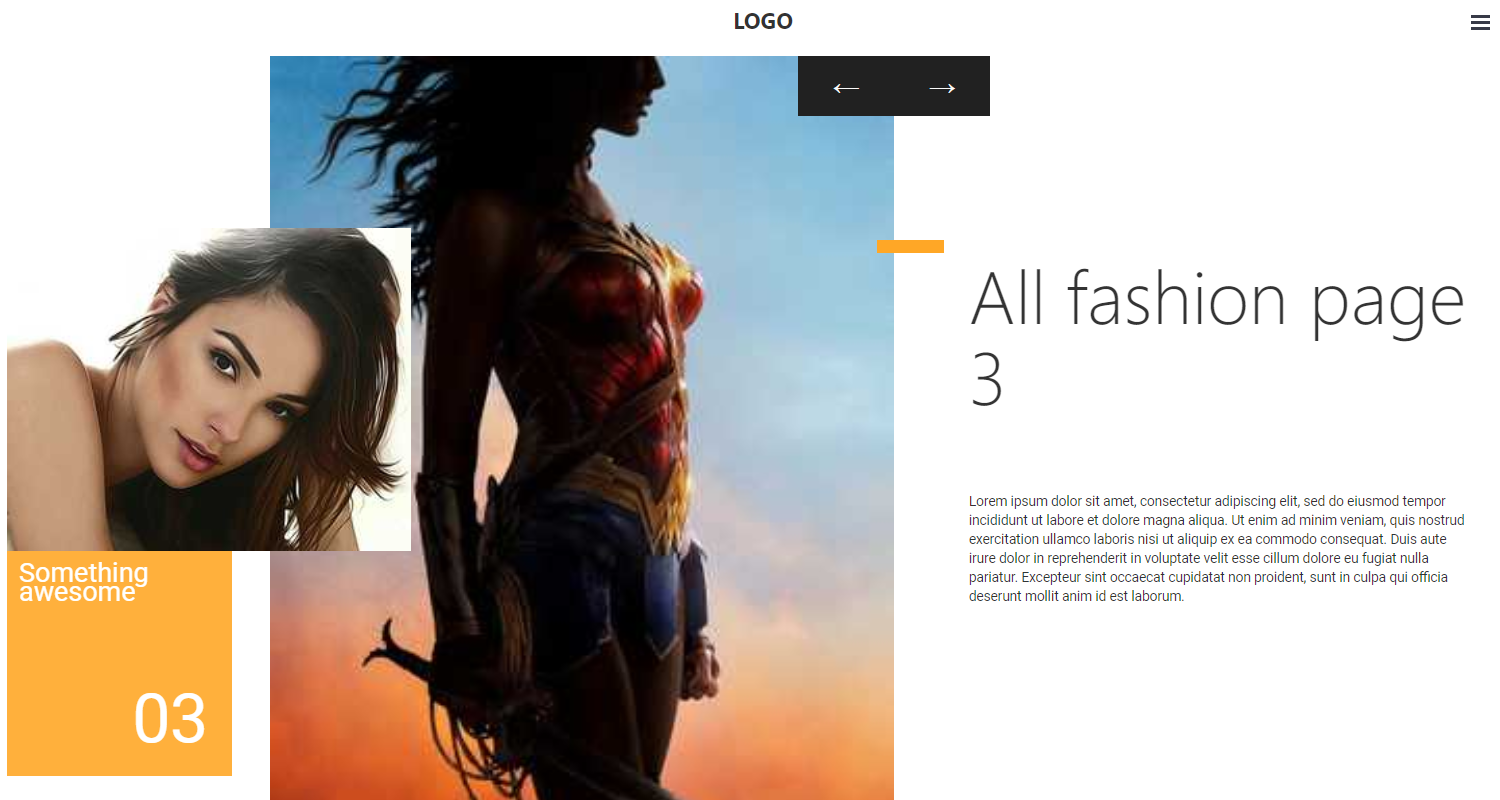 LOGO
All fashion page
3
Lorem ipsum dolor sit amet, consectetur adipiscing elit, sed do eiusmod tempor
incididunt ut labore et dolore magna aliqua. Ut enim ad minim veniam, quis nostrud
exercitation ullamco laboris nisi ut aliquip ex ea commodo consequat. Duis aute
irure dolor in reprehenderit in voluptate velit esse cillum dolore eu fugiat nulla
pariatur. Excepteur sint occaecat cupidatat non proident, sunt in culpa qui officia
deserunt mollit anim id est laborum.
Something
awesome
03